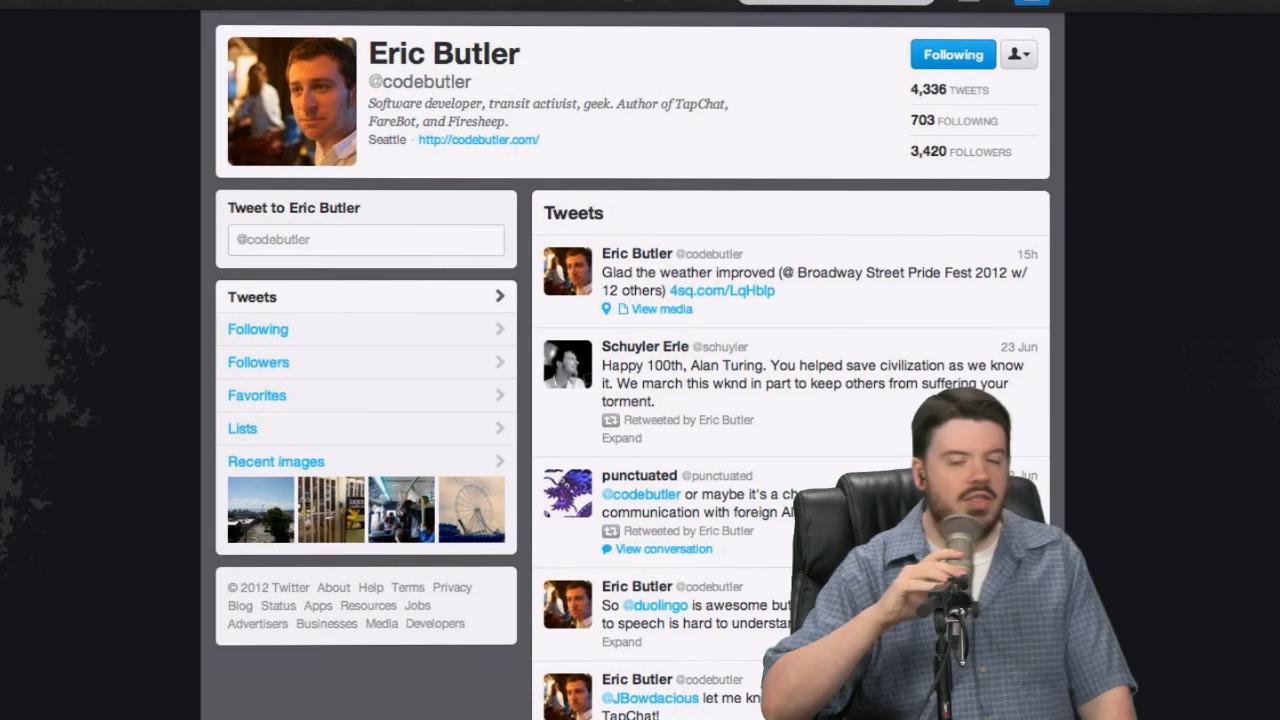 Eric Butler
@codebutler
Software developer, transit activist, geek. Author of TapChat,
FareBot, and Firesheep.
Seattle · http://codebutler.com/
Following
4,336 TWEETS
703 FOLLOWING
3,420 FOLLOWERS
Tweet to Eric Butler
@codebutler
Tweets
Following
Followers
Favorites
Lists
Recent images
© 2012 Twitter About Help Terms Privacy
Blog Status Apps Resources Jobs
Advertisers Businesses Media Developers
Tweets
Eric Butler @codebutler 15h
Glad the weather improved (@ Broadway Street Pride Fest 2012 w/
12 others) 4sq.com/LqHbIp
View media
Schuyler Erle @schuyler 23 Jun
Happy 100th, Alan Turing. You helped save civilization as we know
it. We march this wknd in part to keep others from suffering your
torment.
Retweeted by Eric Butler
Expand
punctuated @punctuated Jun
@codebutler or maybe it's a
communication with foreign
Retweeted by Eric Butler
View conversation
Eric Butler @codebutler
So @duolingo is awesome but
to speech is hard to
Expand
Eric Butler @codebutler
@JBowdacious let me
TapChat!